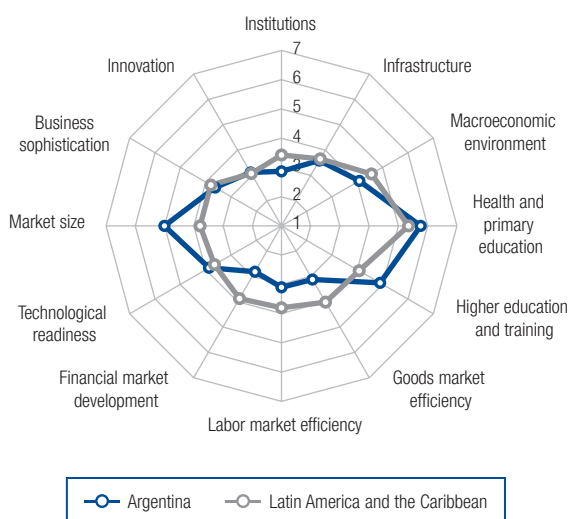 Institutions
7
6
5
4
3
2
1
Innovation
Infrastructure
Business
sophistication
Macroeconomic
environment
Market size
Health and
primary
education
Technological
readiness
Higher education
and training
Financial market
development
Goods market
efficiency
Labor market efficiency
Argentina
Latin America and the Caribbean